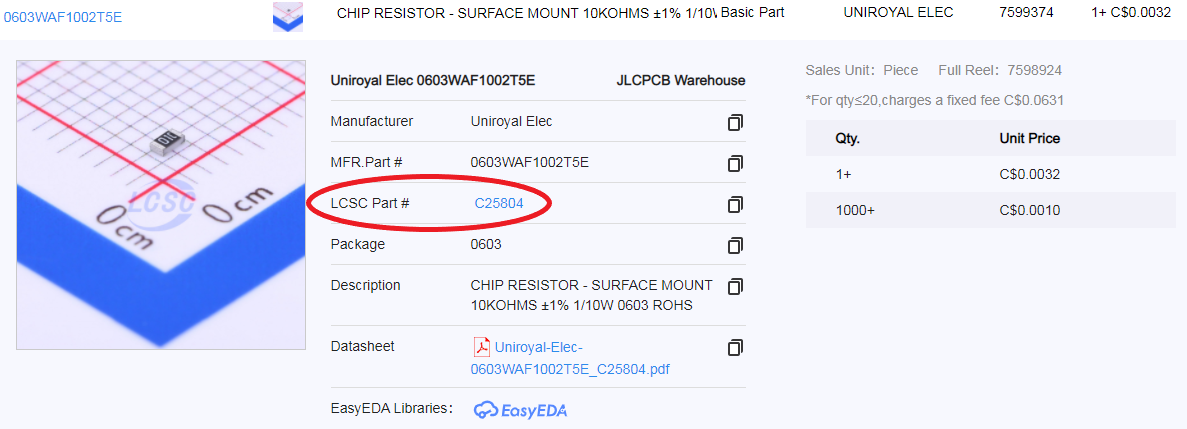 0603WAF1002T5E
CHIP RESISTOR - SURFACE MOUNT 10KOHMS ±1% 1/10W
Basic Part
UNIROYAL ELEC
7599374
1+ C$0.0032
LCSC
0 cm
0 cm
Uniroyal Elec 0603WAF1002T5E
JLCPCB Warehouse
Manufacturer
Uniroyal Elec
MFR.Part #
0603WAF1002T5E
LCSC Part #
C25804
Package
0603
Description
CHIP RESISTOR - SURFACE MOUNT
10KOHMS ±1% 1/10W 0603 ROHS
Datasheet
Uniroyal-Elec-
0603WAF1002T5E_C25804.pdf
EasyEDA Libraries:
EasyEDA
Sales Unit: Piece
Full Reel: 7598924
*For qty≤20,charges a fixed fee C$0.0631
Qty.
Unit Price
1+
C$0.0032
1000+
C$0.0010